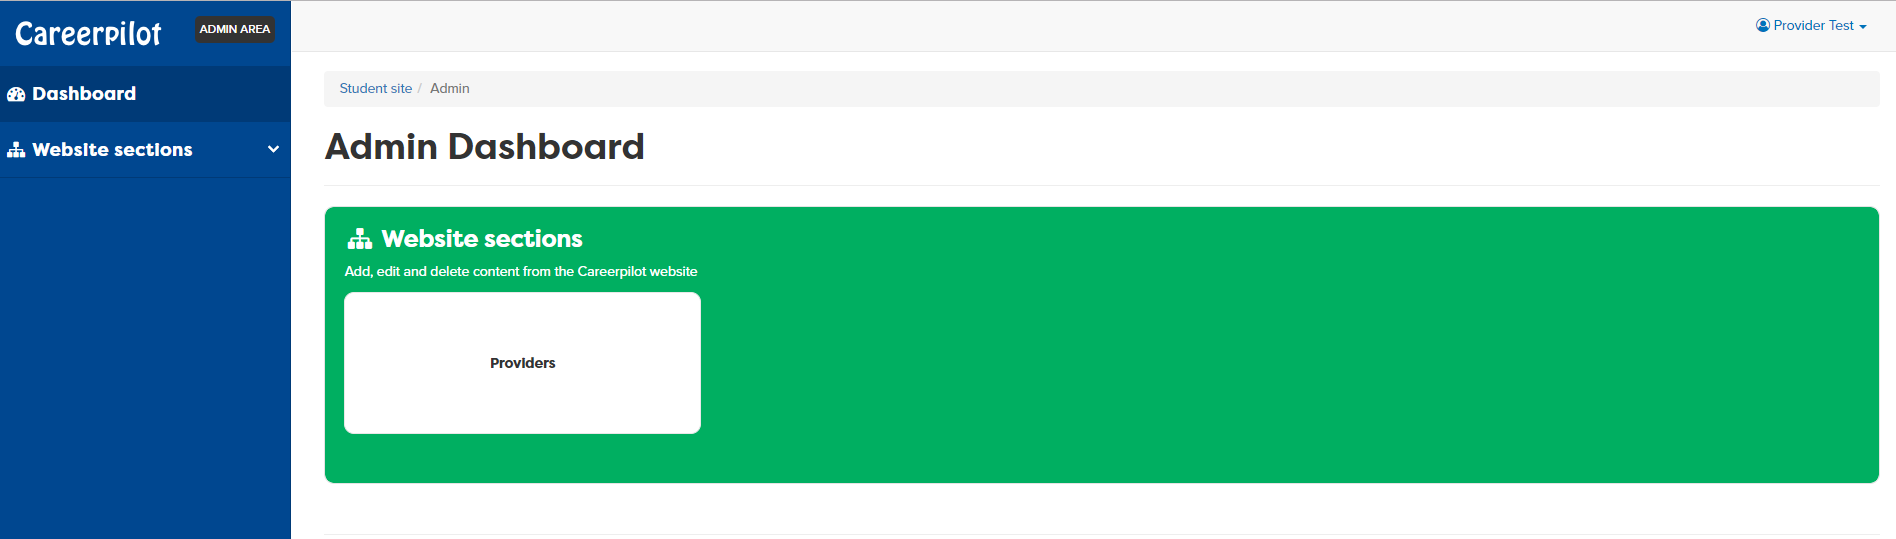 Careerpilot
ADMIN AREA
Provider Test
Dashboard
Website sections
Student site / Admin
Admin Dashboard
Website sections
Add, edit and delete content from the Careerpilot website
Providers